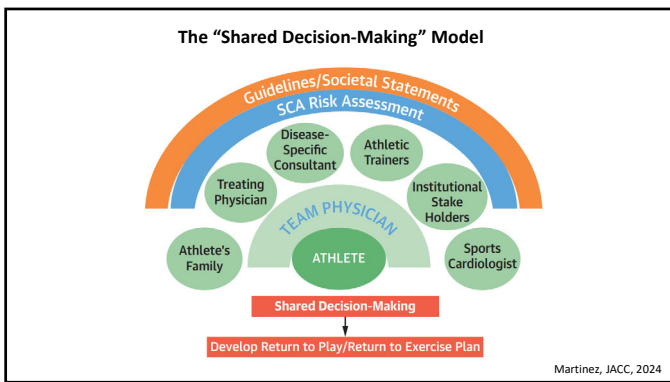 The “Shared Decision-Making” Model
Guidelines/Societal Statements
SCA Risk Assessment
Disease-
Specific
Consultant
Athletic
Trainers
Treating
Physician
Institutional
Stake
Holders
TEAM PHYSICIAN
Athlete's
Family
ATHLETE
Sports
Cardiologist
Shared Decision-Making
Develop Return to Play/Return to Exercise Plan
Martinez, JACC, 2024